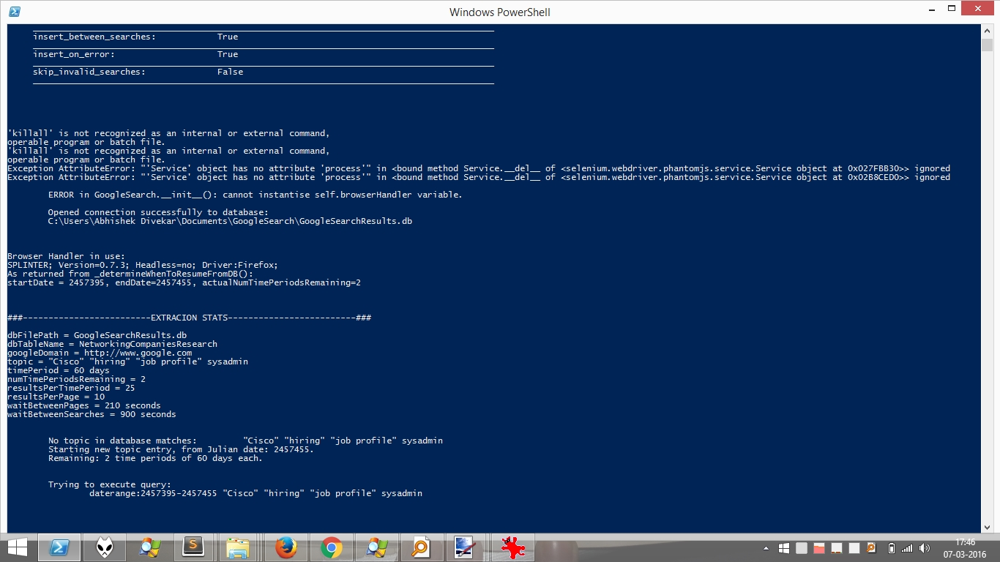 Windows PowerShell
insert_between_searches: True
insert_on_error: True
skip_invalid_searches: False
'killall' is not recognized as an internal or external command,
operable program or batch file.
'killall' is not recognized as an internal or external command,
operable program or batch file.
Exception AttributeError: "'Service' object has no attribute 'process'" in <bound method Service.__del__ of <selenium.webdriver.phantomjs.service.Service object at 0x027FBB30>> ignored
Exception AttributeError: "'Service' object has no attribute 'process'" in <bound method Service.__del__ of <selenium.webdriver.phantomjs.service.Service object at 0x02B8CED0>> ignored
ERROR in GoogleSearch.__init__(): cannot instantise self.browserHandler variable.
Opened connection successfully to database:
C:\Users\Abhishek Divekar\Documents\GoogleSearch\GoogleSearchResults.db
Browser Handler in use:
SPLINTER; Version=0.7.3; Headless=no; Driver:Firefox;
As returned from _determineWhenToResumeFromDB():
startDate = 2457395, endDate=2457455, actualNumTimePeriodsRemaining=2
###-------------------------EXTRACION STATS-------------------------###
dbFilePath = GoogleSearchResults.db
dbTableName = NetworkingCompaniesResearch
googleDomain = http://www.google.com
topic = "Cisco" "hiring" "job profile" sysadmin
timePeriod = 60 days
numTimePeriodsRemaining = 2
resultsPerTimePeriod = 25
resultsPerPage = 10
waitBetweenPages = 210 seconds
waitBetweenSearches = 900 seconds
No topic in database matches: "Cisco" "hiring" "job profile" sysadmin
Starting new topic entry, from Julian date: 2457455.
Remaining: 2 time periods of 60 days each.
Trying to execute query:
daterange:2457395-2457455 "Cisco" "hiring" "job profile" sysadmin
17:46
07-03-2016